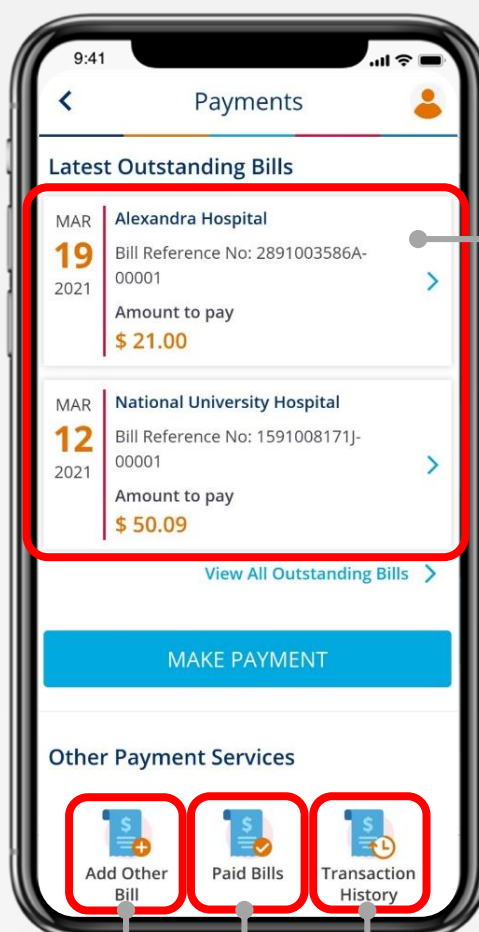 9:41
Payments
Latest Outstanding Bills
MAR
19
2021
Alexandra Hospital
Bill Reference No: 2891003586A-
00001
Amount to pay
$ 21.00
MAR
12
2021
National University Hospital
Bill Reference No: 1591008171J-
00001
Amount to pay
$ 50.09
View All Outstanding Bills
MAKE PAYMENT
Other Payment Services
Add Other
Bill
Paid Bills
Transaction
History